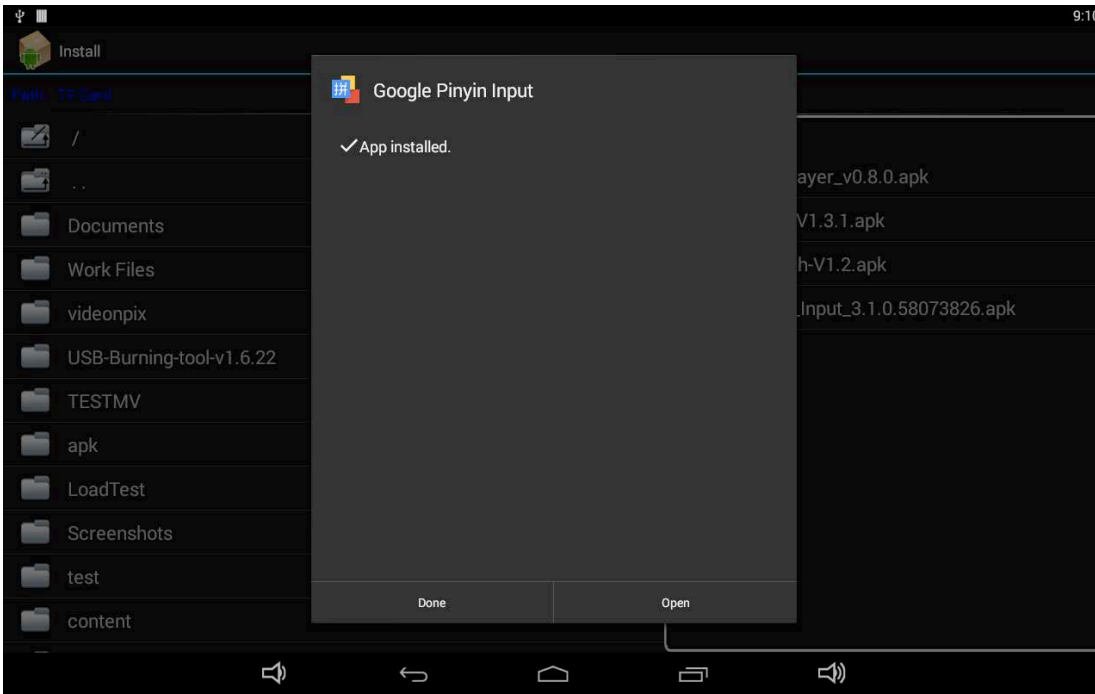 9:10
Install
Path: TF Card
Google Pinyin Input
App installed.
/
..
Documents
Work Files
videonpix
USB-Burning-tool-v1.6.22
TESTMV
apk
LoadTest
Screenshots
test
content
ayer_v0.8.0.apk
V1.3.1.apk
h-V1.2.apk
_Input_3.1.0.58073826.apk
Done
Open